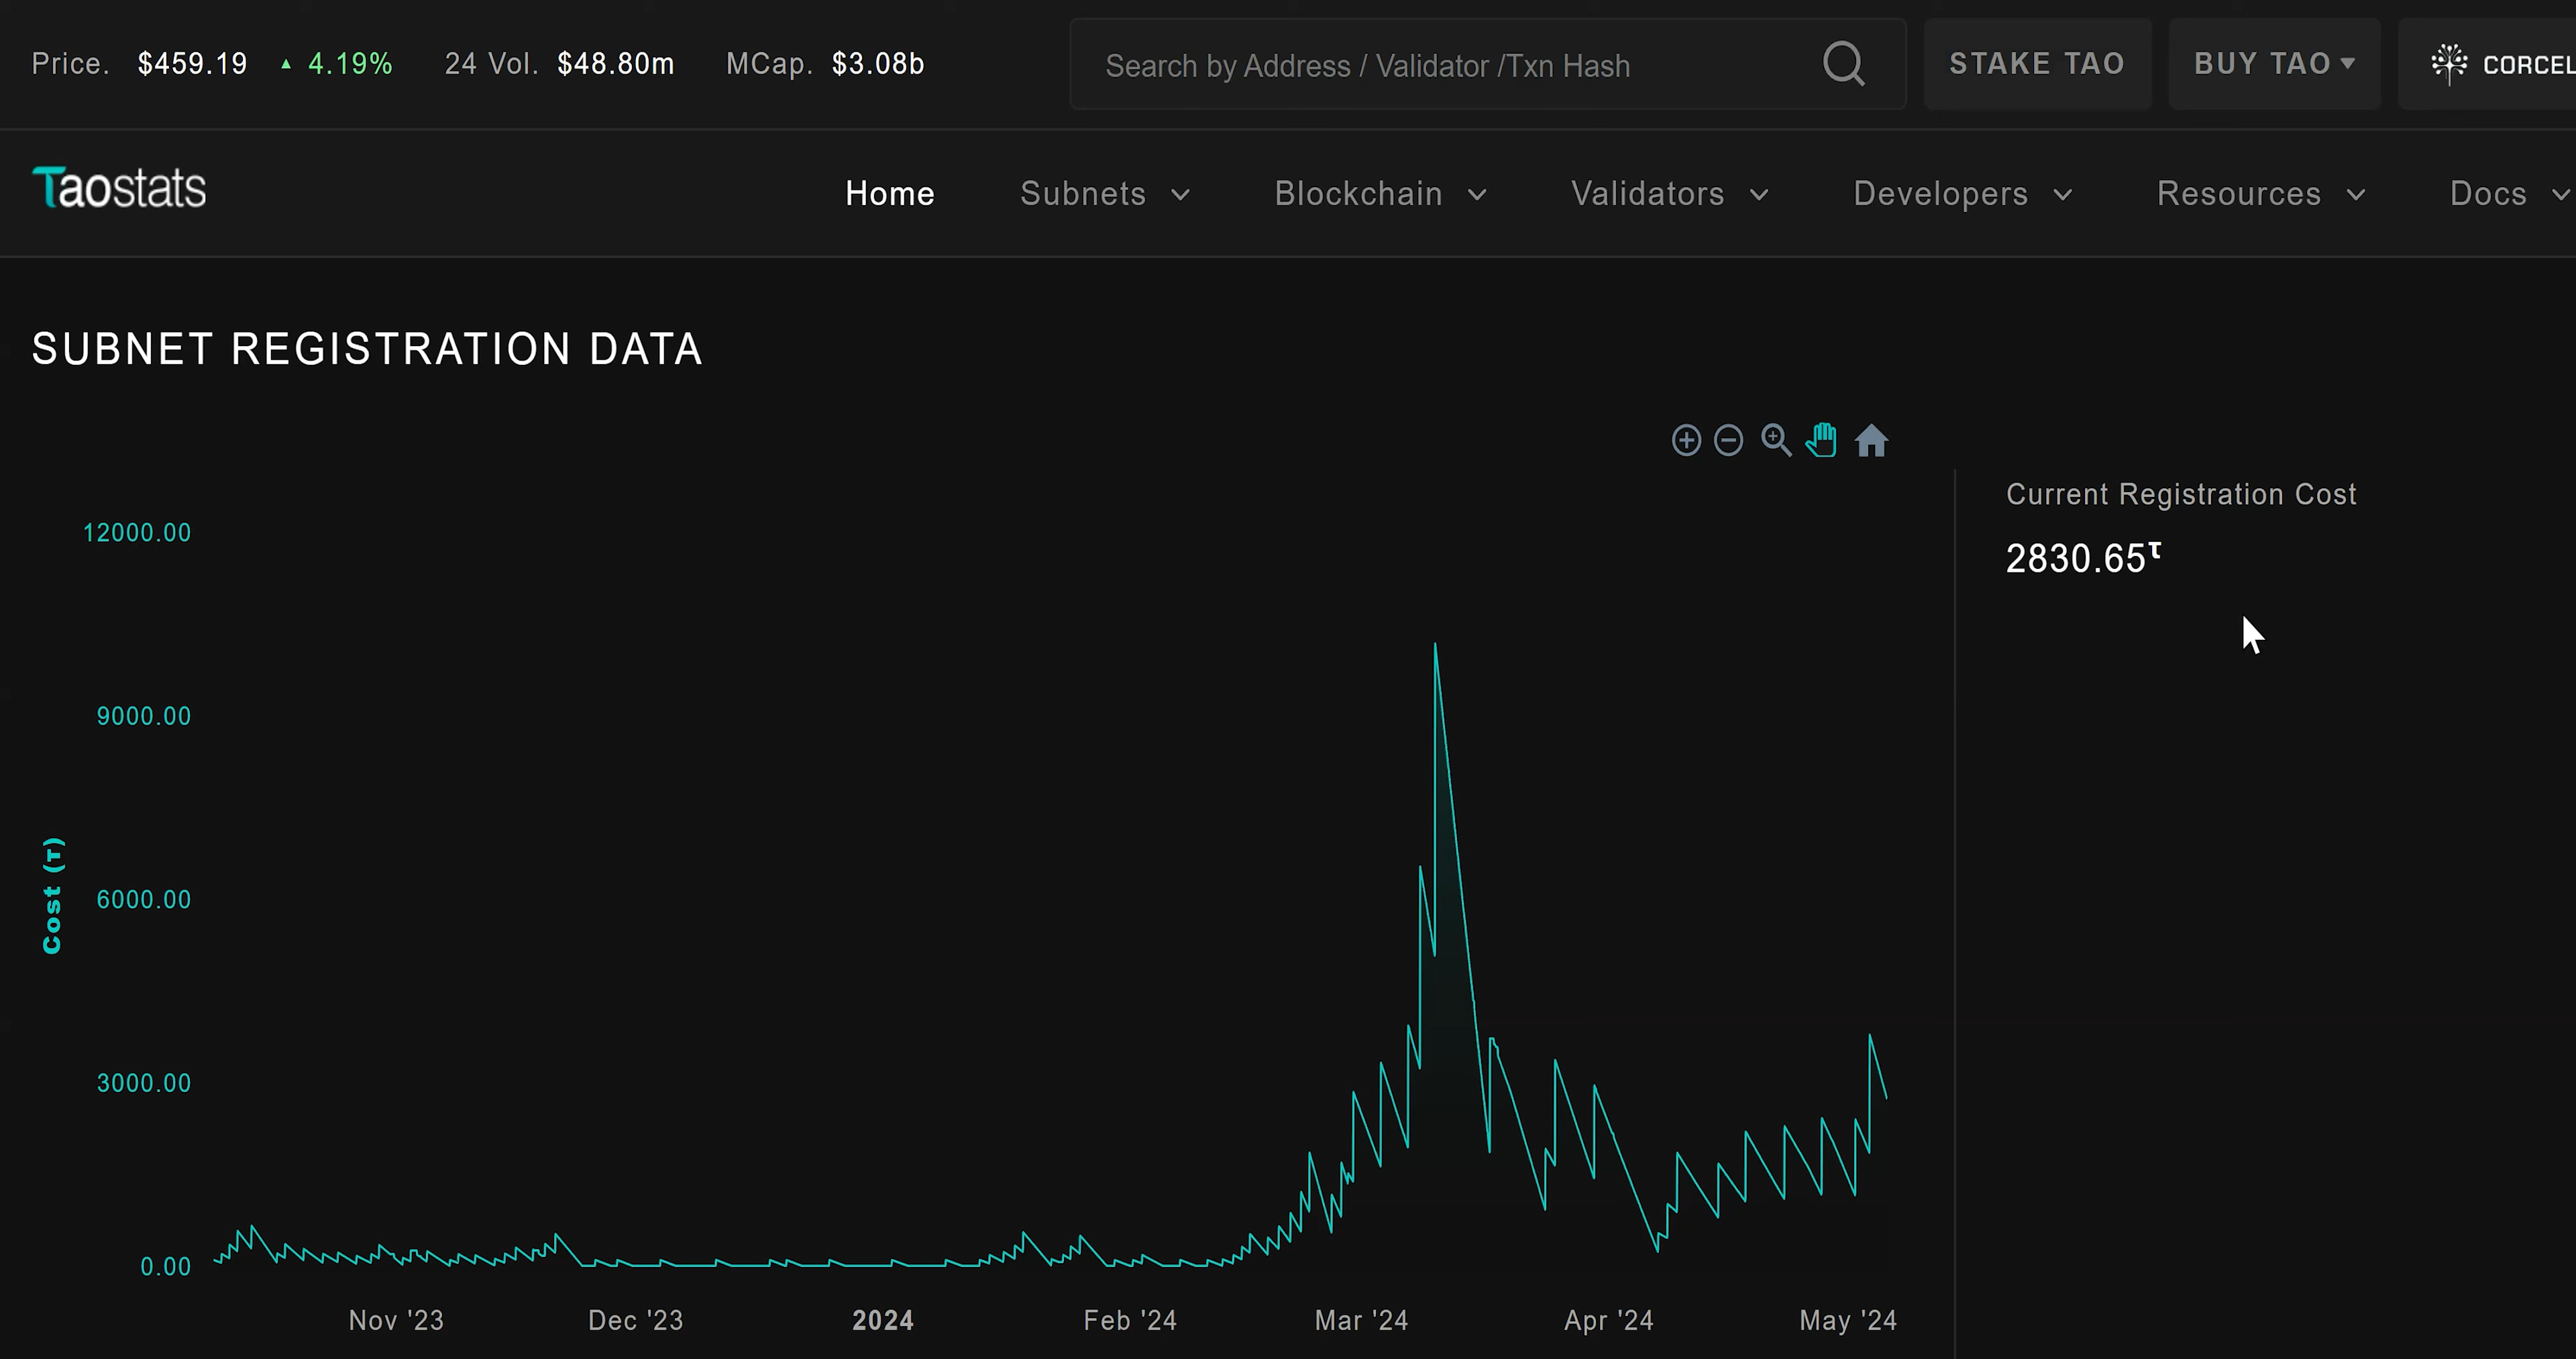 Price. $459.19 ▲ 4.19% 24 Vol. $48.80m MCap. $3.08b
Search by Address / Validator /Txn Hash
STAKE TAO
BUY TAO ▾
CORCEL
Taostats
Home Subnets Blockchain Validators Developers Resources Docs
SUBNET REGISTRATION DATA
Current Registration Cost
2830.65τ
Cost (τ)
12000.00
9000.00
6000.00
3000.00
0.00
Nov '23 Dec '23 2024 Feb '24 Mar '24 Apr '24 May '24